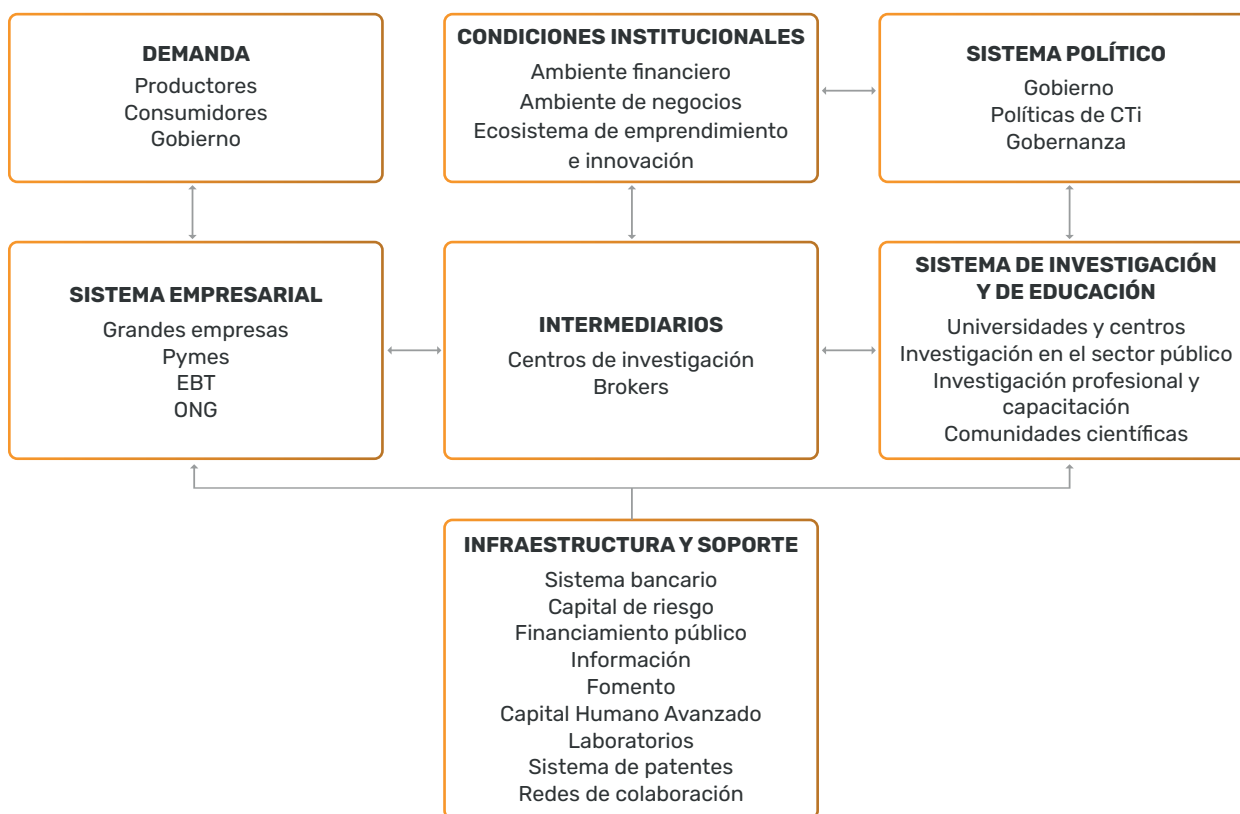 DEMANDA
Productores
Consumidores
Gobierno
CONDICIONES INSTITUCIONALES
Ambiente financiero
Ambiente de negocios
Ecosistema de emprendimiento
e innovación
SISTEMA POLÍTICO
Gobierno
Políticas de CTi
Gobernanza
SISTEMA EMPRESARIAL
Grandes empresas
Pymes
EBT
ONG
INTERMEDIARIOS
Centros de investigación
Brokers
SISTEMA DE INVESTIGACIÓN
Y DE EDUCACIÓN
Universidades y centros
Investigación en el sector público
Investigación profesional y
capacitación
Comunidades científicas
INFRAESTRUCTURA Y SOPORTE
Sistema bancario
Capital de riesgo
Financiamiento público
Información
Fomento
Capital Humano Avanzado
Laboratorios
Sistema de patentes
Redes de colaboración